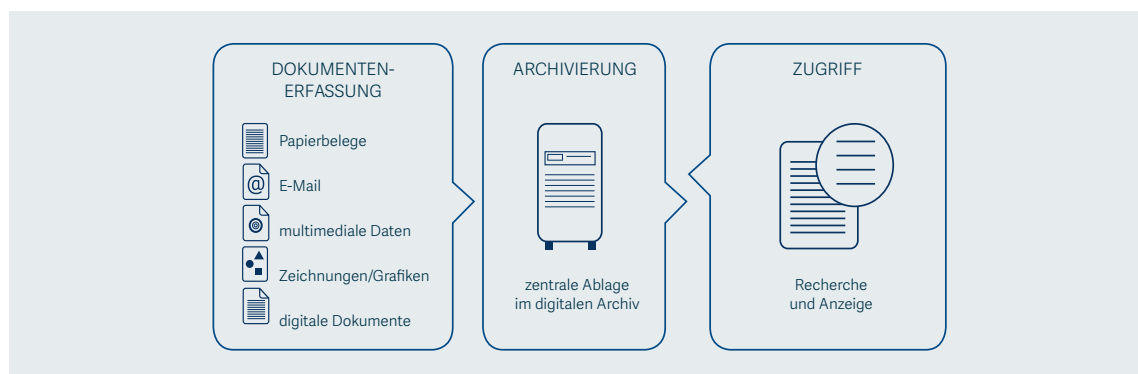 DOKUMENTEN-
ERFASSUNG
Papierbelege
@
E-Mail
multimediale Daten
Zeichnungen/Grafiken
digitale Dokumente
ARCHIVIERUNG
zentrale Ablage
im digitalen Archiv
ZUGRIFF
Recherche
und Anzeige